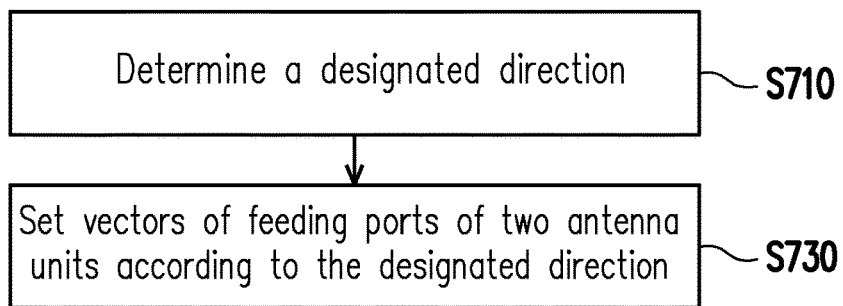 Determine a designated direction
S710
Set vectors of feeding ports of two antenna
units according to the designated direction
S730